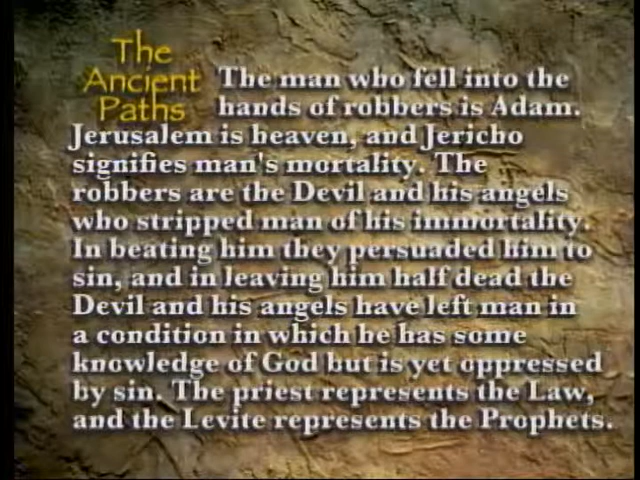 The
Ancient
Paths
The man who fell into the
hands of robbers is Adam.
Jerusalem is heaven, and Jericho
signifies man's mortality. The
robbers are the Devil and his angels
who stripped man of his immortality.
In beating him they persuaded him to
sin, and in leaving him half dead the
Devil and his angels have left man in
a condition in which he has some
knowledge of God but is yet oppressed
by sin. The priest represents the Law,
and the Levite represents the Prophets.